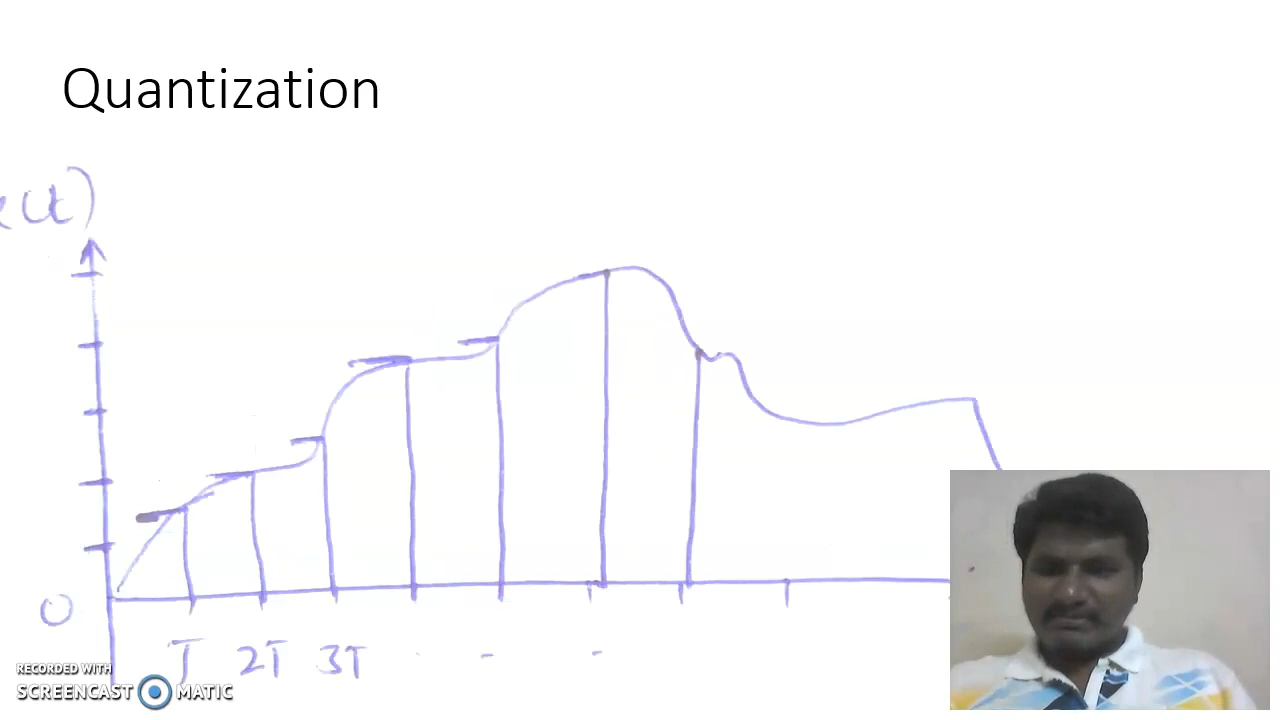 Quantization
x(t)
0
T 2T 3T . - -
RECORDED WITH
SCREENCAST MATIC